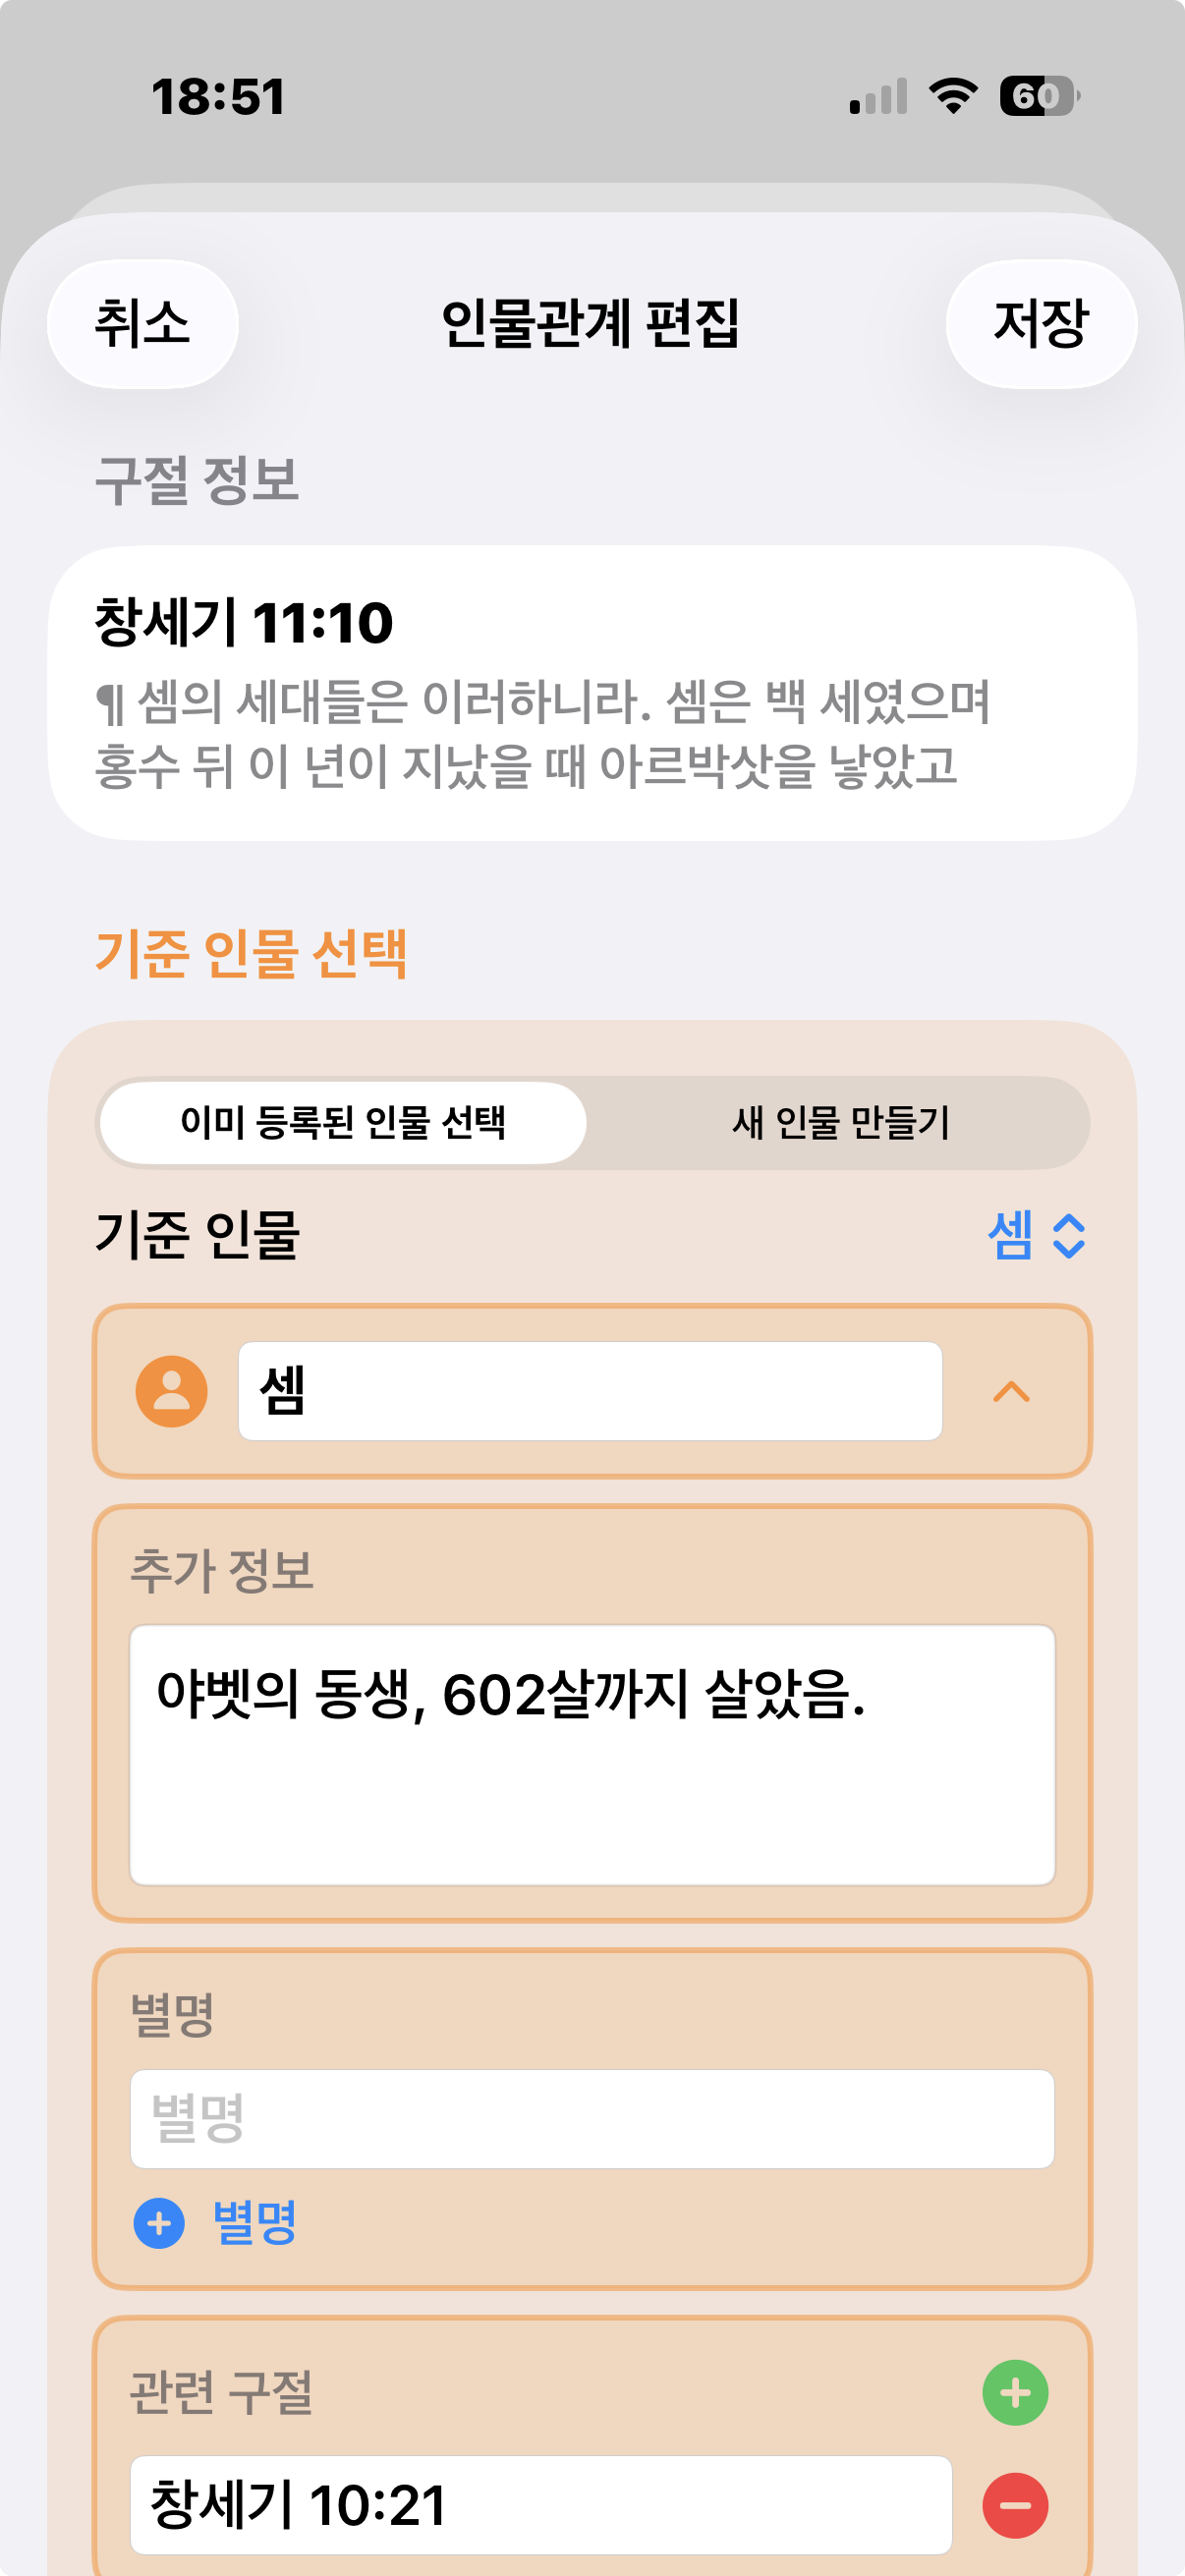 18:51
60
취소
인물관계 편집
저장
구절 정보
창세기 11:10
¶ 셈의 세대들은 이러하니라. 셈은 백 세였으며
홍수 뒤 이 년이 지났을 때 아르박삿을 낳았고
기준 인물 선택
이미 등록된 인물 선택
새 인물 만들기
기준 인물
셈
셈
추가 정보
야벳의 동생, 602살까지 살았음.
별명
별명
별명
관련 구절
창세기 10:21